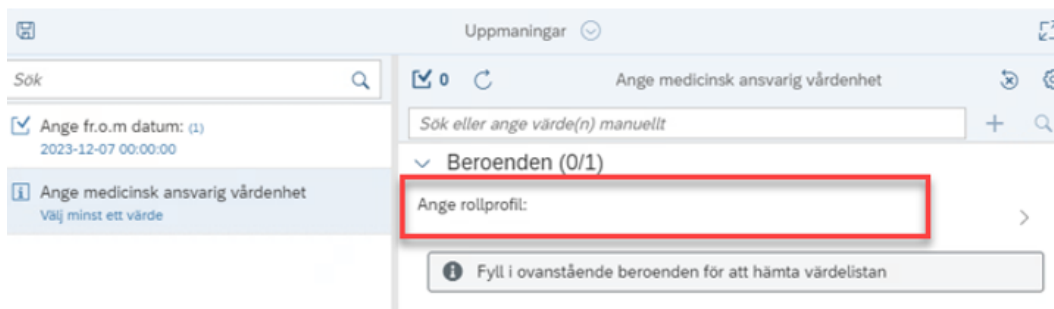 Uppmaningar
Sök
0
Ange medicinsk ansvarig vårdenhet
Ange fr.o.m datum: (1)
2023-12-07 00:00:00
Sök eller ange värde(n) manuellt
Beroenden (0/1)
Ange medicinsk ansvarig vårdenhet
Välj minst ett värde
Ange rollprofil:
Fyll i ovanstående beroenden för att hämta värdelistan